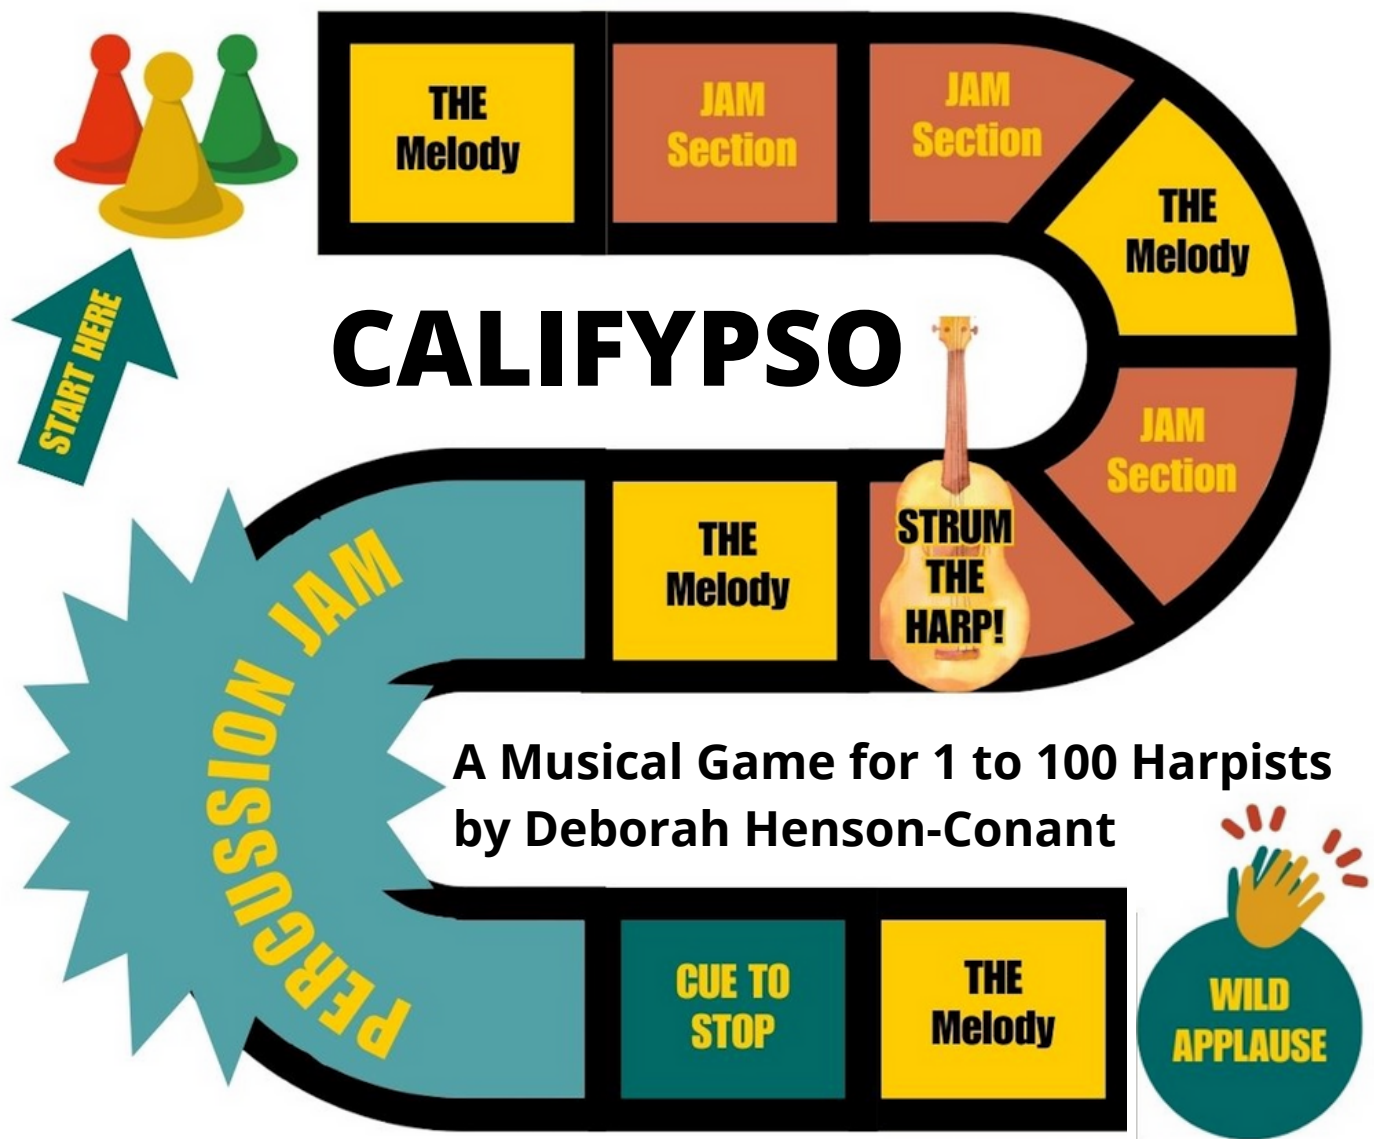 START HERE
THE
Melody
JAM
Section
JAM
Section
THE
Melody
JAM
Section
CALIFYPSO
STRUM
THE
HARP!
THE
Melody
PERCUSSION JAM
A Musical Game for 1 to 100 Harpists
by Deborah Henson-Conant
CUE TO
STOP
THE
Melody
WILD
APPLAUSE